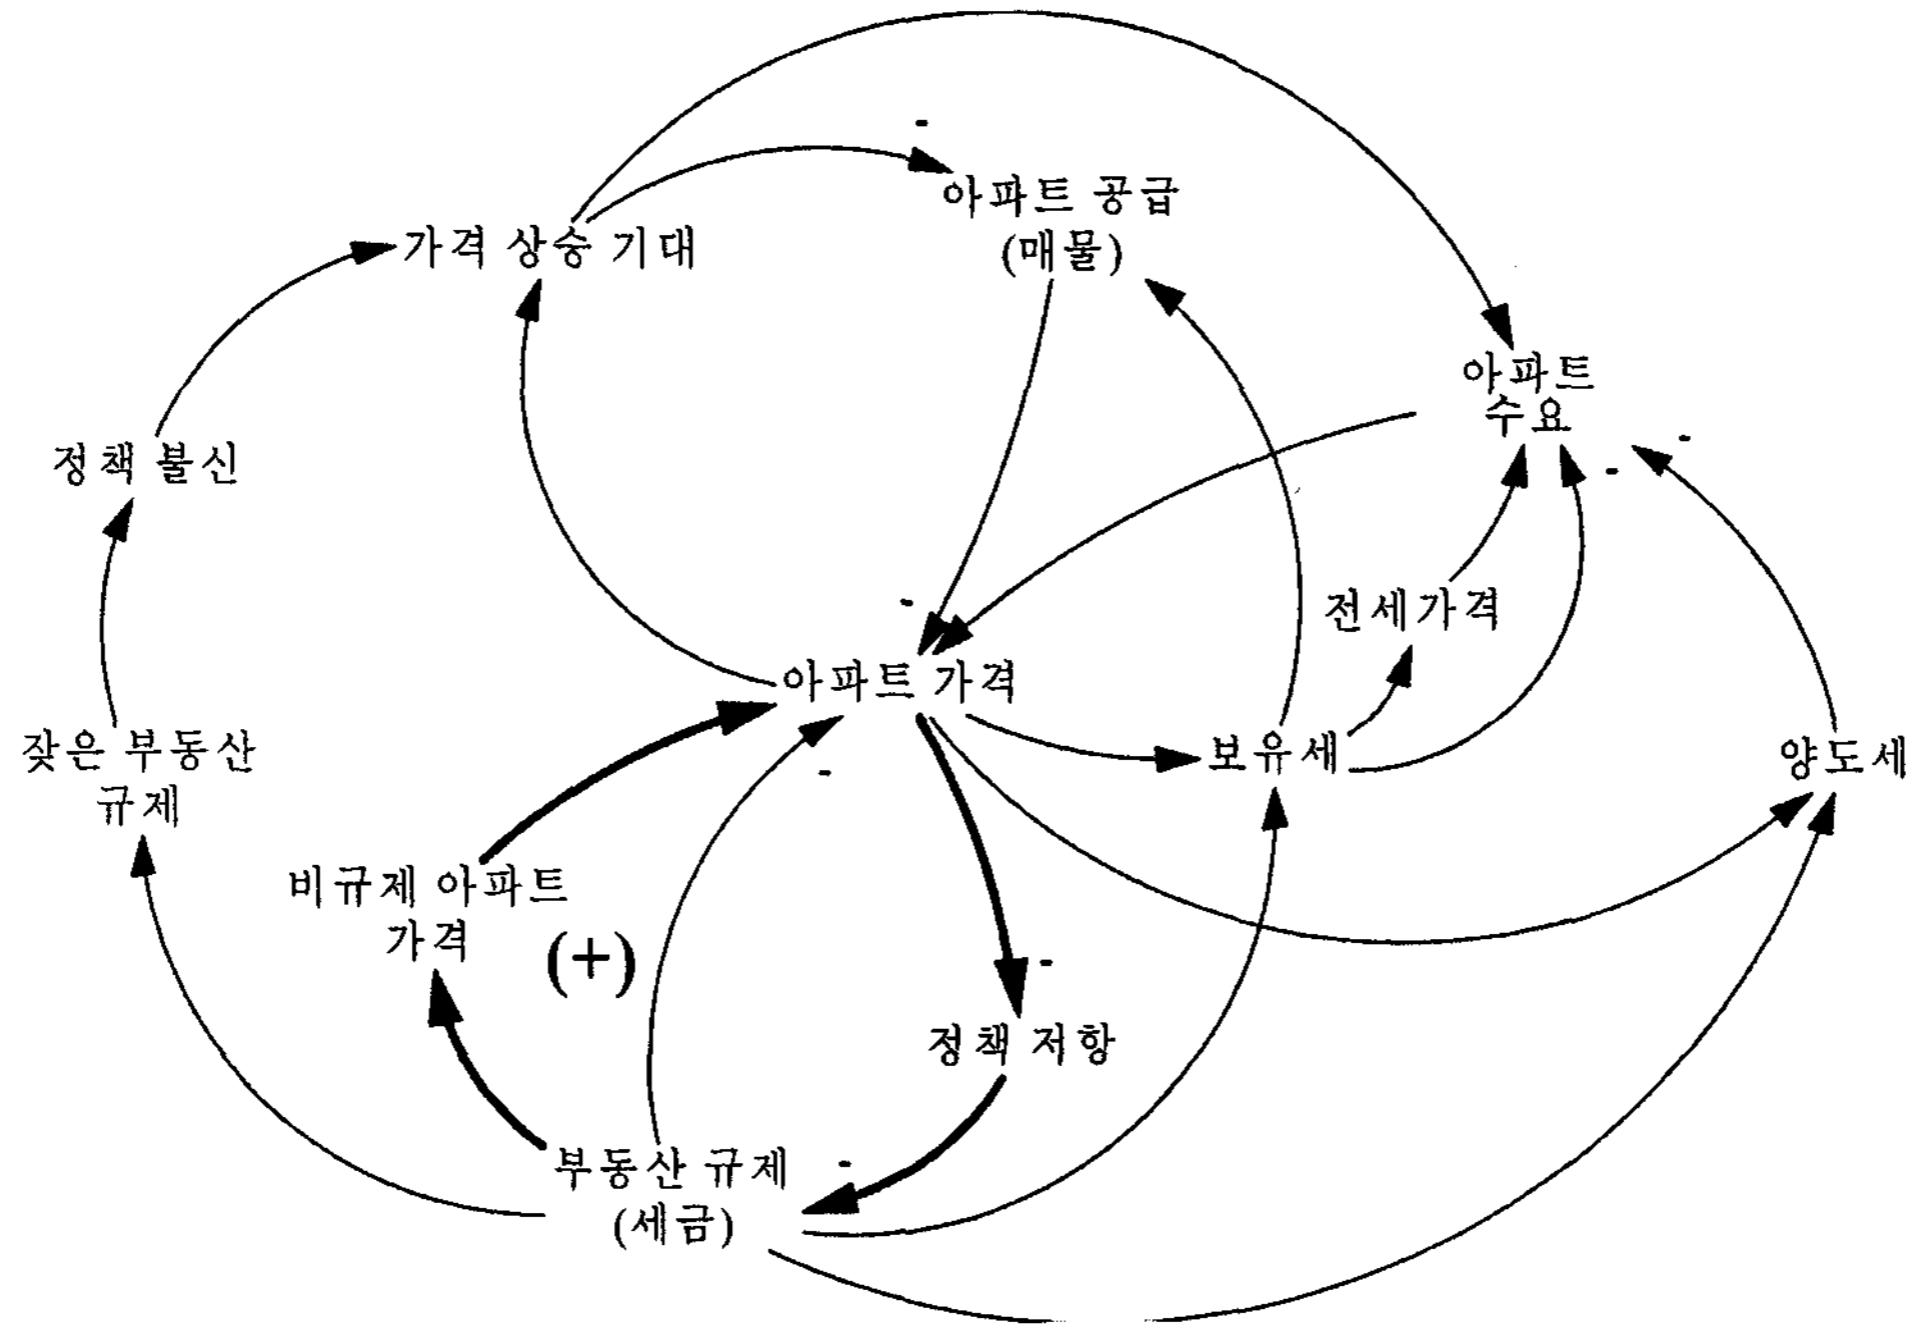 -
아파트 공급
(매물)
가격 상승 기대
아파트
수요
-
-
정책 불신
전세가격
-
아파트 가격
잦은 부동산
규제
보유세
양도세
-
비규제 아파트
가격
(+)
-
정책 저항
부동산 규제
(세금)
-